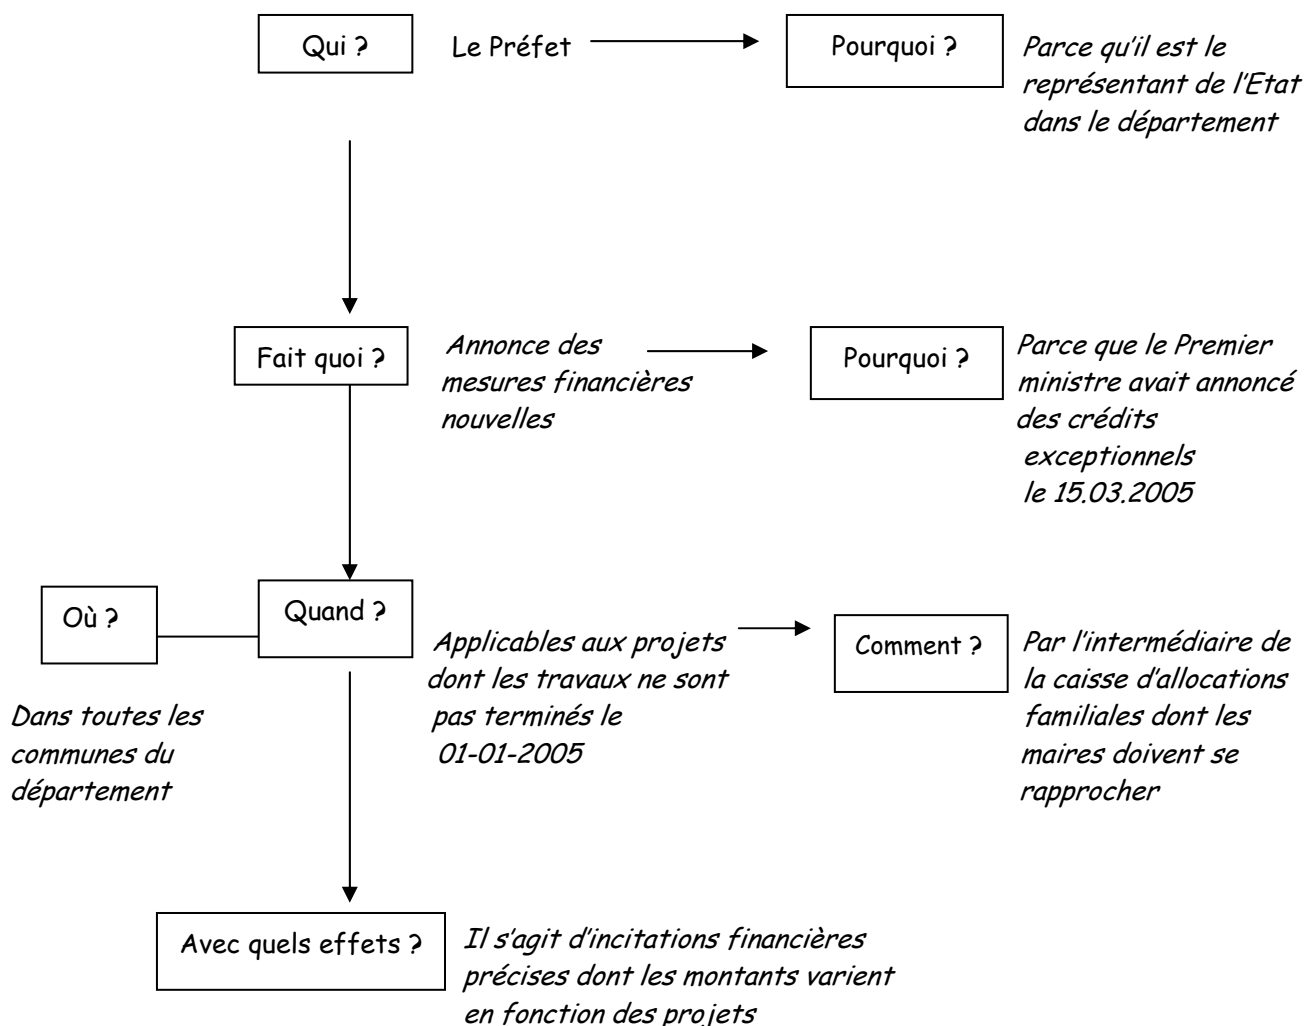 Qui ?
Le Préfet
Pourquoi ?
Parce qu'il est le
représentant de l'Etat
dans le département
Fait quoi ?
Annonce des
mesures financières
nouvelles
Pourquoi ?
Parce que le Premier
ministre avait annoncé
des crédits
exceptionnels
le 15.03.2005
Où ?
Dans toutes les
communes du
département
Quand ?
Applicables aux projets
dont les travaux ne sont
pas terminés le
01-01-2005
Comment ?
Par l'intermédiaire de
la caisse d'allocations
familiales dont les
maires doivent se
rapprocher
Avec quels effets ?
Il s'agit d'incitations financières
précises dont les montants varient
en fonction des projets